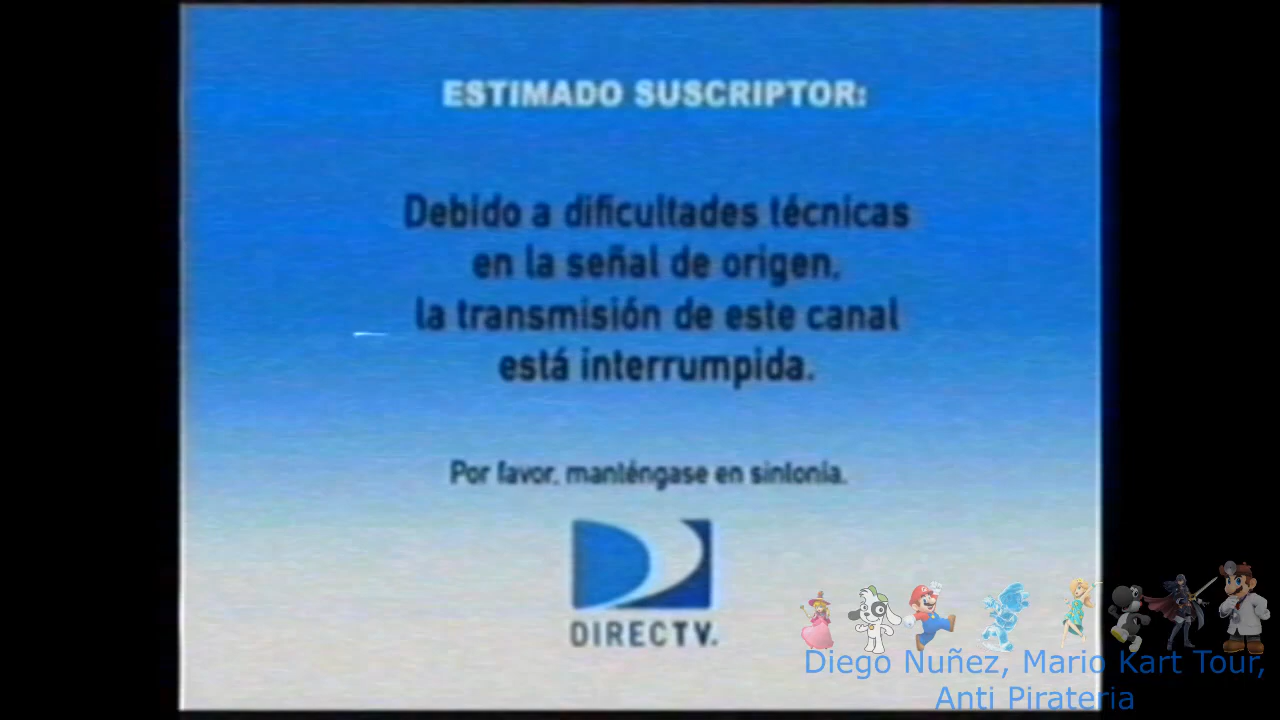 ESTIMADO SUSCRIPTOR:
Debido a dificultades técnicas
en la señal de origen,
la transmisión de este canal
está interrumpida.
Por favor, manténgase en sintonía.
DIRECTV.
Diego Nuñez, Mario Kart Tour,
Anti Pirateria